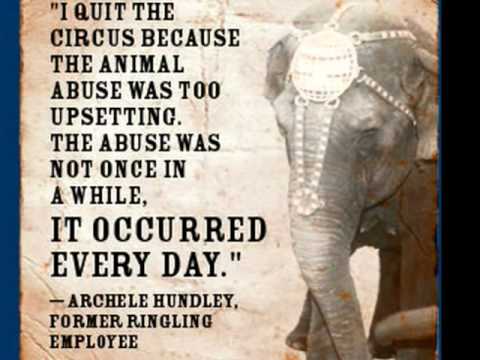 "I QUIT THE
CIRCUS BECAUSE
THE ANIMAL
ABUSE WAS TOO
UPSETTING.
THE ABUSE WAS
NOT ONCE IN
A WHILE,
IT OCCURRED
EVERY DAY."
—ARCHELE HUNDLEY,
FORMER RINGLING
EMPLOYEE